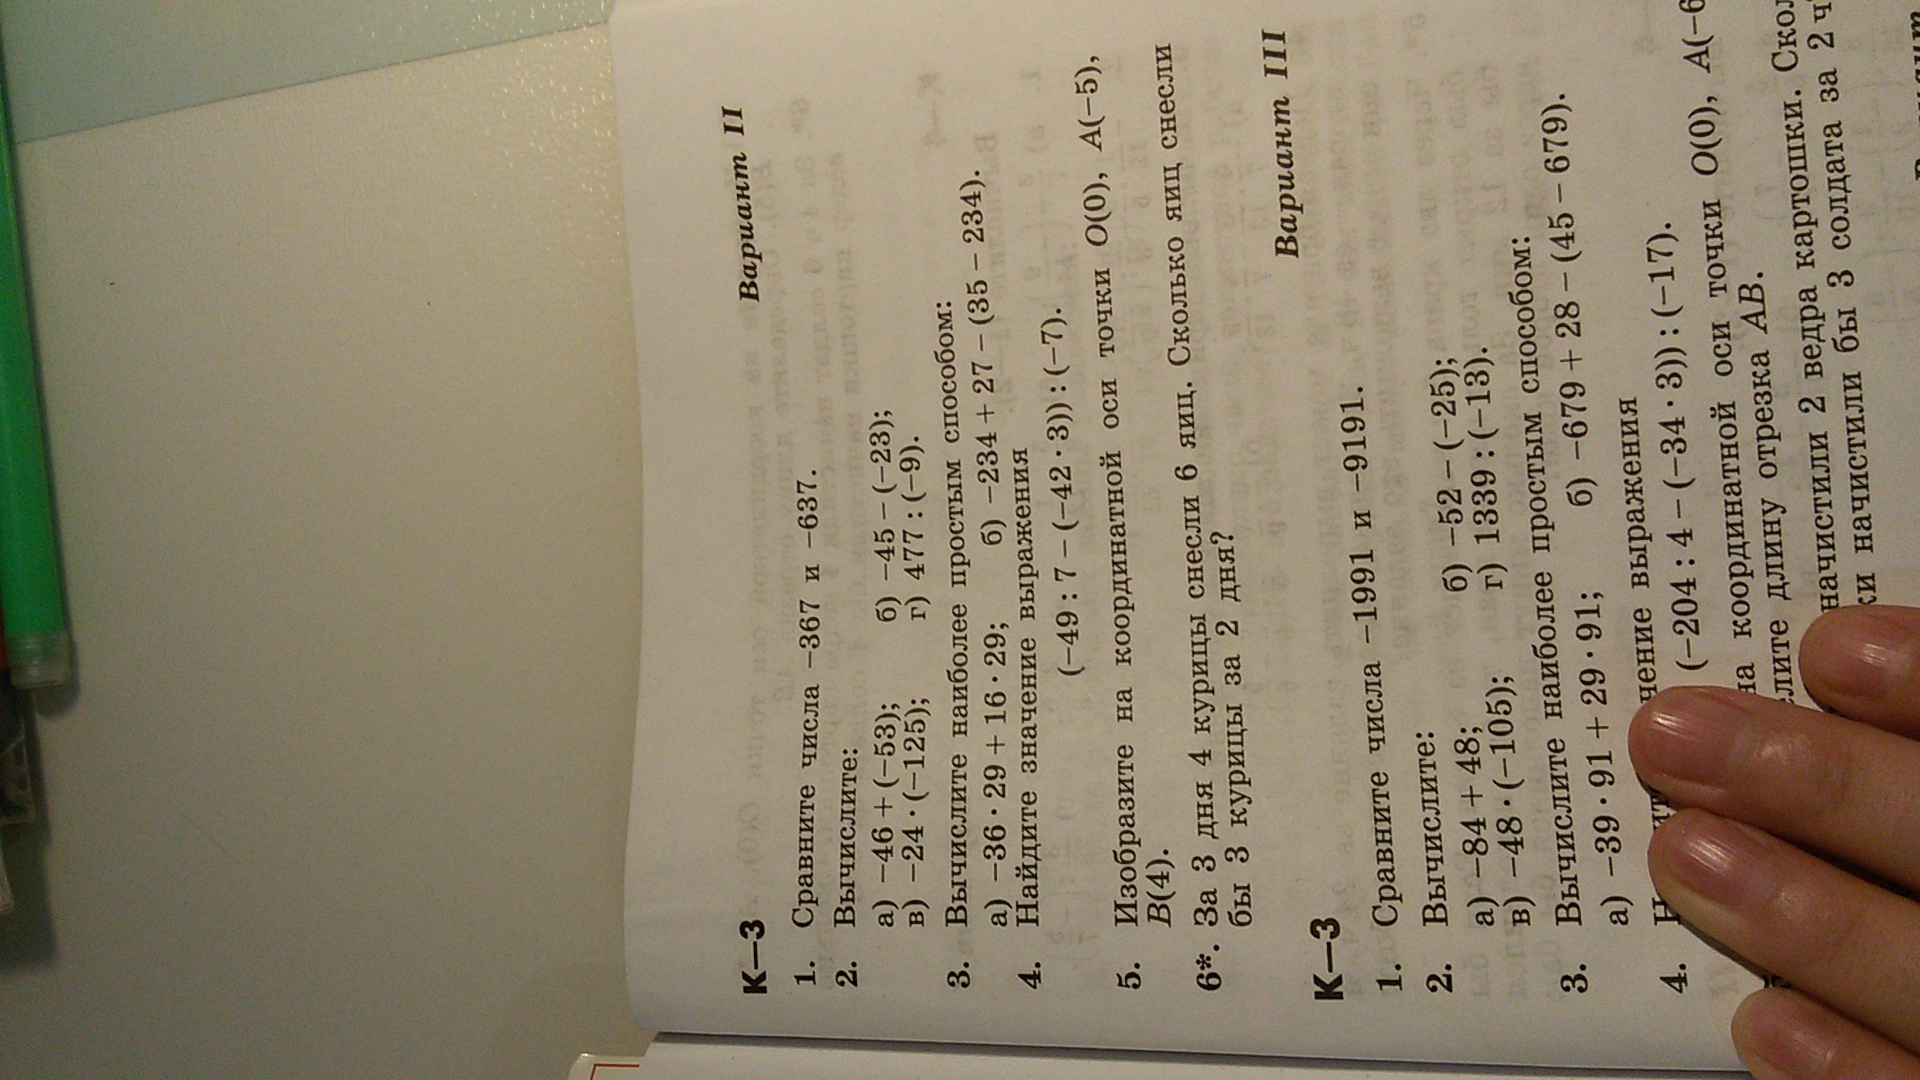 К—3 Вариант II
1. Сравните числа −367 и −637.
2. Вычислите:
а) −46 + (−53); б) −45 − (−23);
в) −24 · (−125); г) 477 : (−9).
3. Вычислите наиболее простым способом:
а) −36 · 29 + 16 · 29; б) −234 + 27 − (35 − 234).
4. Найдите значение выражения
(−49 : 7 − (−42 · 3)) : (−7).
5. Изобразите на координатной оси точки O(0), A(−5),
B(4).
6*. За 3 дня 4 курицы снесли 6 яиц. Сколько яиц снесли
бы 3 курицы за 2 дня?
К—3 Вариант III
1. Сравните числа −1991 и −9191.
2. Вычислите:
а) −84 + 48; б) −52 − (−25);
в) −48 · (−105); г) 1339 : (−13).
3. Вычислите наиболее простым способом:
а) −39 · 91 + 29 · 91; б) −679 + 28 − (45 − 679).
4. выражения
(−204 : 4 − (−34 · 3)) : (−17).
на координатной оси точки O(0), A(−6
длину отрезка AB.
начистили 2 ведра картошки.
начистили бы 3 солдата за 2